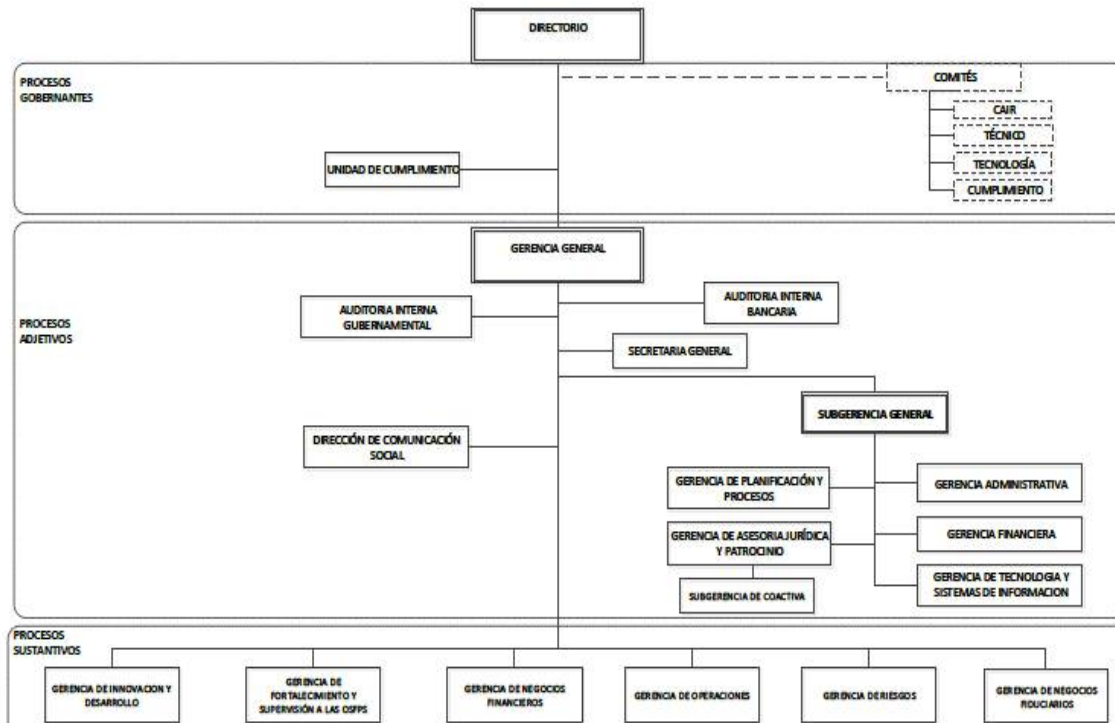 DIRECTORIO
PROCESOS
GOBERNANTES
COMITÉS
CAIR
TÉCNICO
TECNOLOGÍA
CUMPLIMIENTO
UNIDAD DE CUMPLIMIENTO
GERENCIA GENERAL
AUDITORIA INTERNA
GUBERNAMENTAL
AUDITORIA INTERNA
BANCARIA
PROCESOS
ADJETIVOS
SECRETARIA GENERAL
SUBGERENCIA GENERAL
DIRECCIÓN DE COMUNICACIÓN
SOCIAL
GERENCIA DE PLANIFICACIÓN Y
PROCESOS
GERENCIA ADMINISTRATIVA
GERENCIA DE ASESORIA JURÍDICA
Y PATROCINIO
GERENCIA FINANCIERA
SUBGERENCIA DE COACTIVA
GERENCIA DE TECNOLOGIA Y
SISTEMAS DE INFORMACION
PROCESOS
SUSTANTIVOS
GERENCIA DE INNOVACION Y
DESARROLLO
GERENCIA DE
FORTALECIMIENTO Y
SUPERVISIÓN A LAS OSFPS
GERENCIA DE NEGOCIOS
FINANCIEROS
GERENCIA DE OPERACIONES
GERENCIA DE RIESGOS
GERENCIA DE NEGOCIOS
FIDUCIARIOS